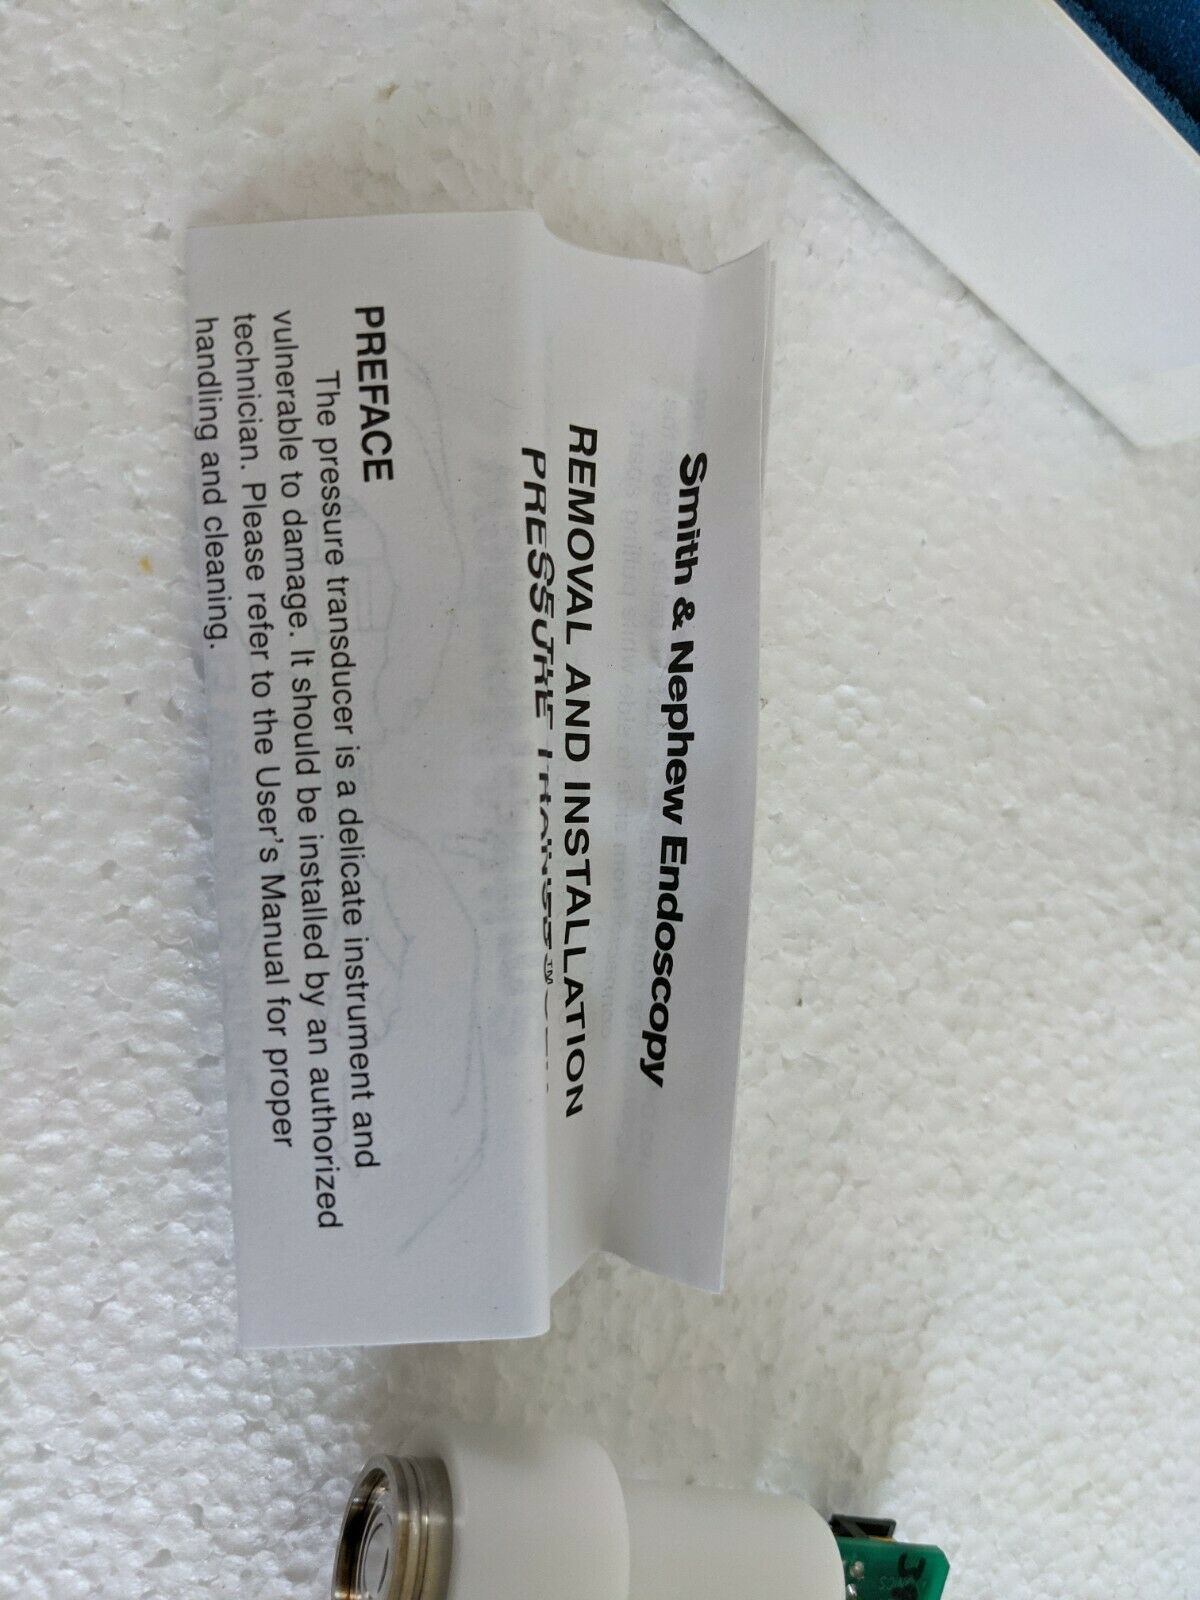 Smith & Nephew Endoscopy
REMOVAL AND INSTALLATION
PRESSURE
PREFACE
The pressure transducer is a delicate instrument and
vulnerable to damage. It should be installed by an authorized
technician. Please refer to the User's Manual for proper
handling and cleaning.